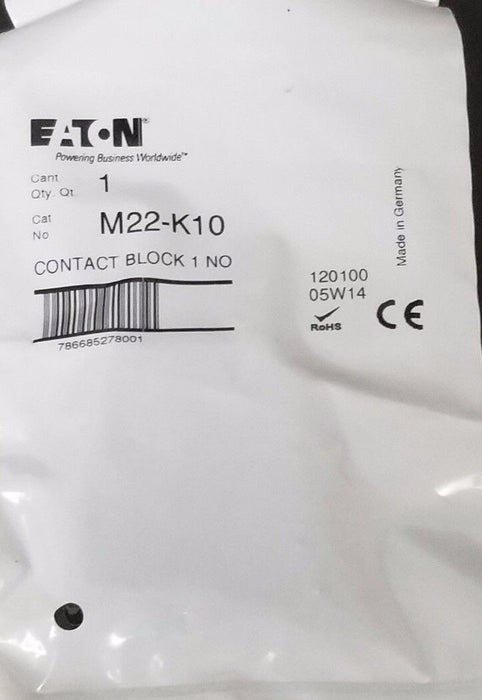 EATON®
Powering Business Worldwide™
Cant
Qty. Qt. 1
Cat
No M22-K10
CONTACT BLOCK 1 NO
786685278001
Made in Germany
120100
05W14
RoHS
CE